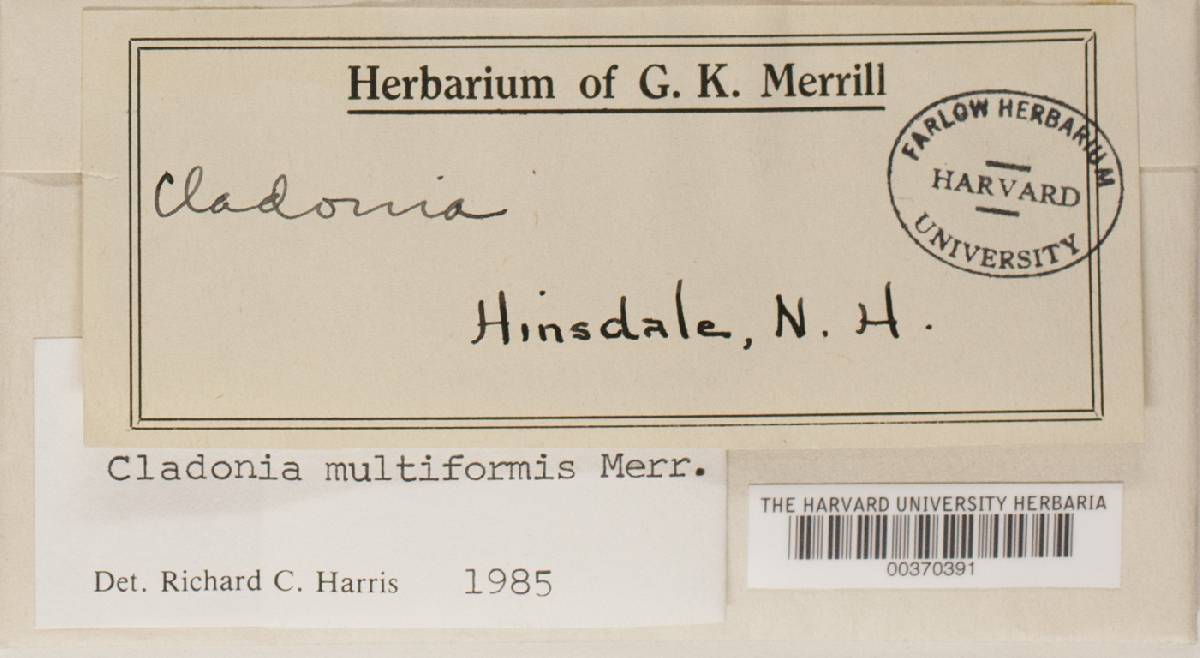 Herbarium of G. K. Merrill
FARLOW HERBARIUM
HARVARD
UNIVERSITY
Cladonia
Hinsdale, N. H.
Cladonia multiformis Merr.
Det. Richard C. Harris 1985
THE HARVARD UNIVERSITY HERBARIA
00370391